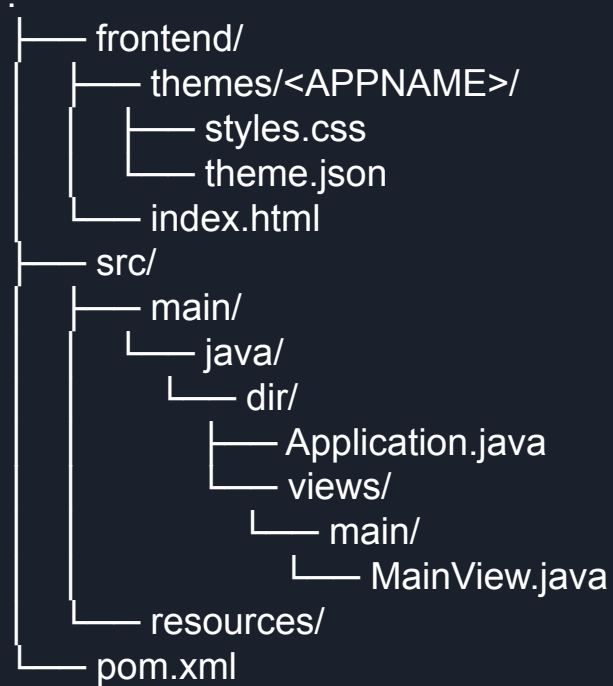 .
├── frontend/
│   ├── themes/<APPNAME>/
│   │   ├── styles.css
│   │   └── theme.json
│   └── index.html
├── src/
│   ├── main/
│   │   └── java/
│   │       └── dir/
│   │           ├── Application.java
│   │           └── views/
│   │               └── main/
│   │                   └── MainView.java
│   └── resources/
└── pom.xml